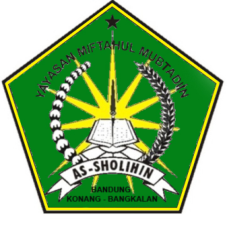 YAYASAN MIFTAHUL MUBTADIIN
AS-SHOLIHIN
BANDUNG
KONANG - BANGKALAN